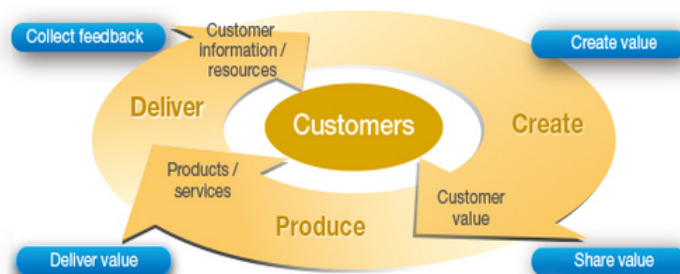 Collect feedback
Customer
information /
resources
Create value
Deliver
Customers
Create
Products /
services
Customer
value
Produce
Deliver value
Share value